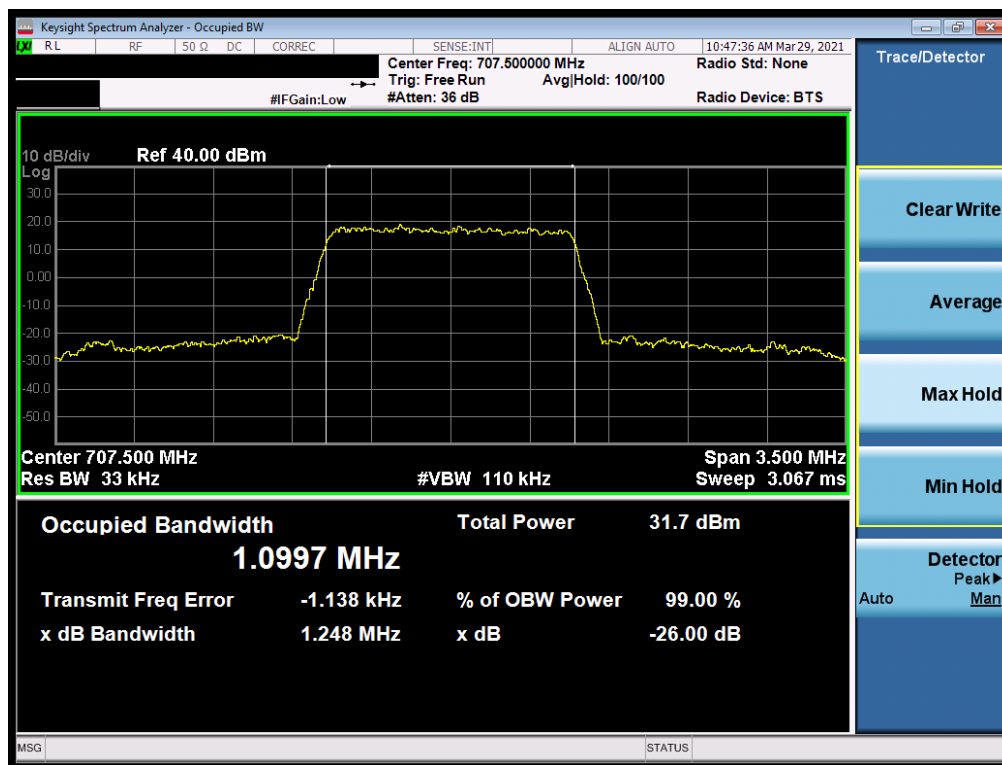 Keysight Spectrum Analyzer - Occupied BW
LXI RL RF 50 Ω DC CORREC SENSE:INT ALIGN AUTO 10:47:36 AM Mar 29, 2021
Center Freq: 707.500000 MHz Radio Std: None
Trig: Free Run Avg|Hold: 100/100
#IFGain:Low #Atten: 36 dB Radio Device: BTS
Trace/Detector
10 dB/div Ref 40.00 dBm
Log
30.0
20.0
10.0
0.00
-10.0
-20.0
-30.0
-40.0
-50.0
Center 707.500 MHz Span 3.500 MHz
Res BW 33 kHz #VBW 110 kHz Sweep 3.067 ms
Clear Write
Average
Max Hold
Min Hold
Detector
Peak▶
Auto Man
Occupied Bandwidth Total Power 31.7 dBm
1.0997 MHz
Transmit Freq Error -1.138 kHz % of OBW Power 99.00 %
x dB Bandwidth 1.248 MHz x dB -26.00 dB
MSG STATUS